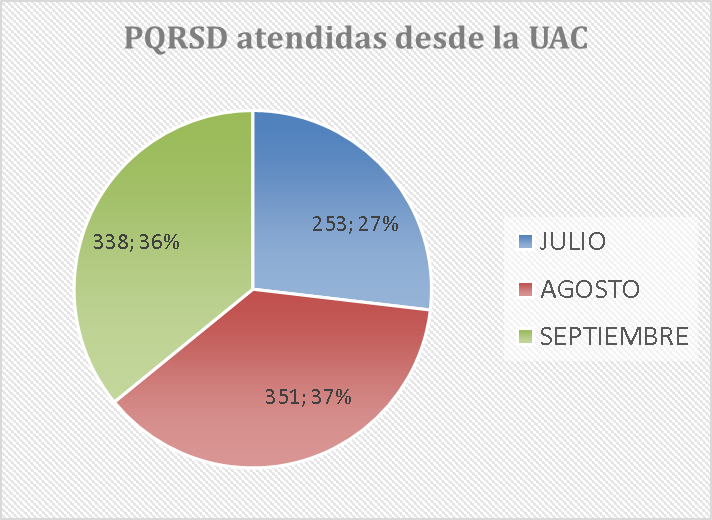 PQRSD atendidas desde la UAC
253; 27%
338; 36%
351; 37%
JULIO
AGOSTO
SEPTIEMBRE